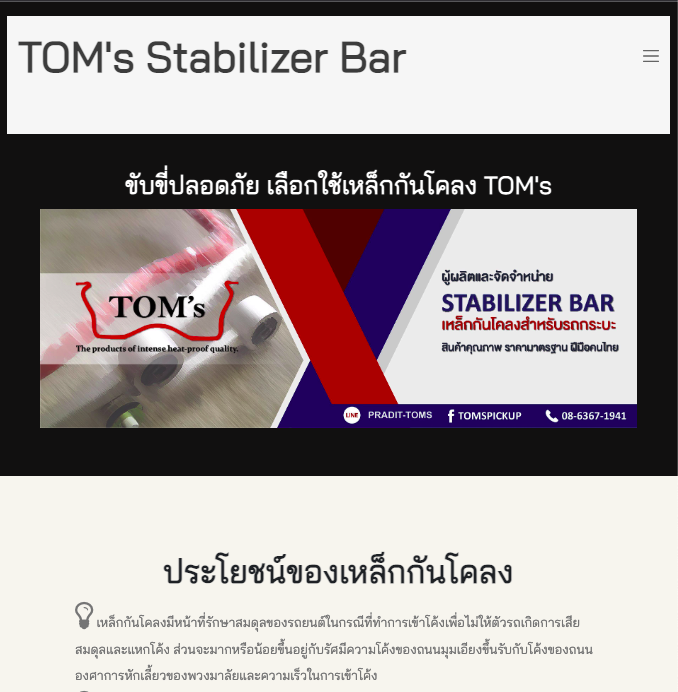 TOM's Stabilizer Bar
ขับขี่ปลอดภัย เลือกใช้เหล็กกันโคลง TOM's
TOM's
The products of intense heat-proof quality.
ผู้ผลิตและจัดจำหน่าย
STABILIZER BAR
เหล็กกันโคลงสำหรับรถกระบะ
สินค้าคุณภาพ ราคามาตรฐาน ฝีมือคนไทย
LINE PRADIT-TOMS f TOMSPICKUP 08-6367-1941
ประโยชน์ของเหล็กกันโคลง
เหล็กกันโคลงมีหน้าที่รักษาสมดุลของรถยนต์ในกรณีที่ทำการเข้าโค้งเพื่อไม่ให้ตัวรถเกิดการเสีย
สมดุลและแหกโค้ง ส่วนจะมากหรือน้อยขึ้นอยู่กับรัศมีความโค้งของถนนมุมเอียงขึ้นรับกับโค้งของถนน
องศาการหักเลี้ยวของพวงมาลัยและความเร็วในการเข้าโค้ง